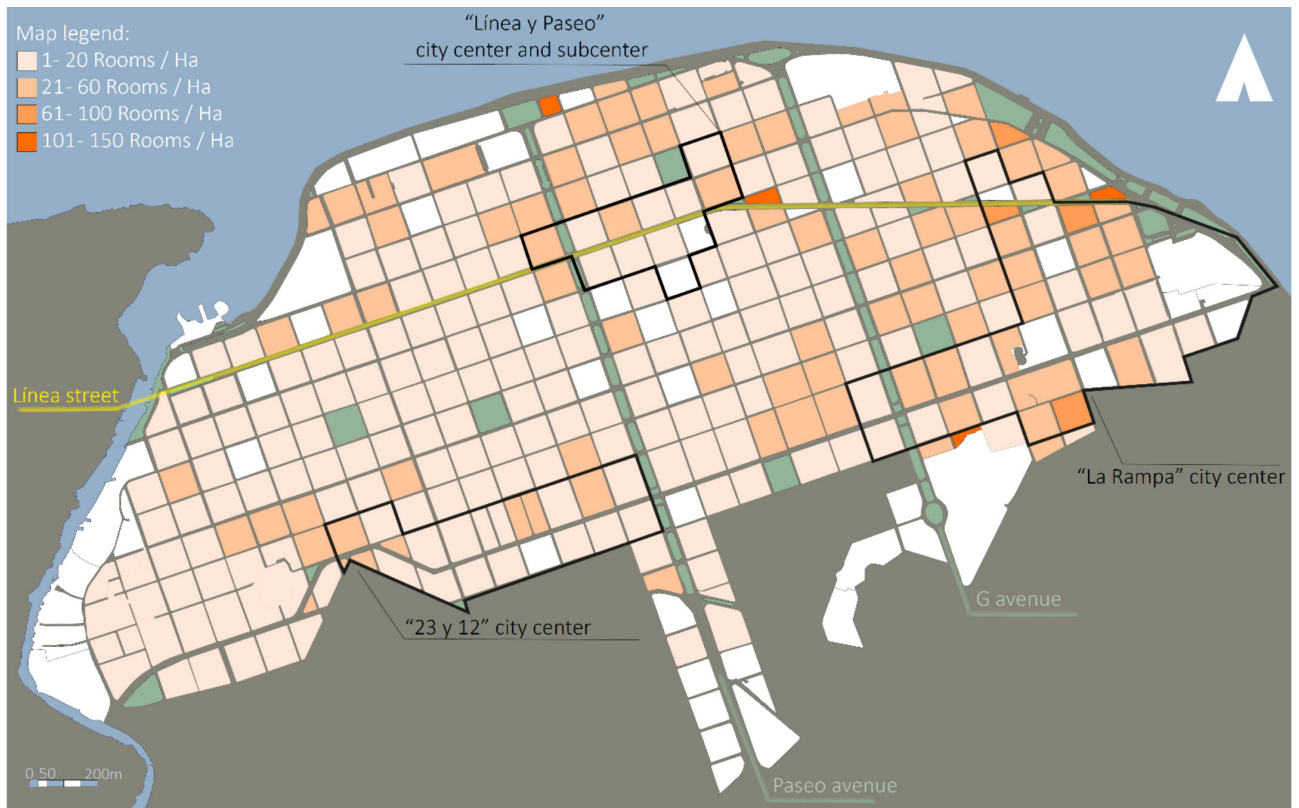 Map legend:
1- 20 Rooms / Ha
21- 60 Rooms / Ha
61- 100 Rooms / Ha
101- 150 Rooms / Ha
“Línea y Paseo”
city center and subcenter
Línea street
“La Rampa” city center
G avenue
“23 y 12” city center
Paseo avenue
0 50 200m